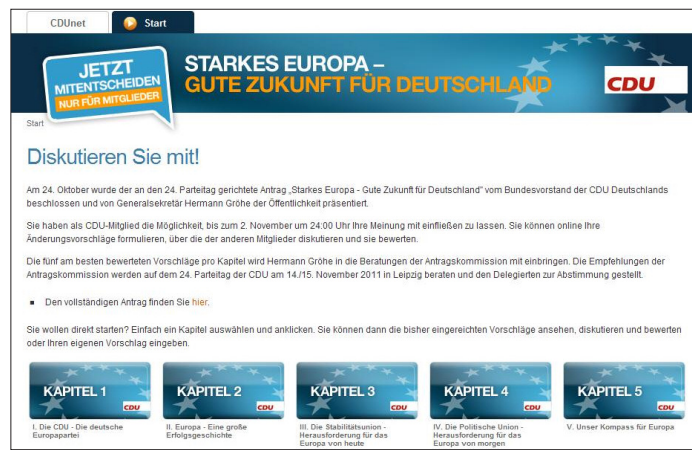 CDUnet
Start
JETZT
MITENTSCHEIDEN
NUR FÜR MITGLIEDER
STARKES EUROPA –
GUTE ZUKUNFT FÜR DEUTSCHLAND
CDU
Start
Diskutieren Sie mit!
Am 24. Oktober wurde der an den 24. Parteitag gerichtete Antrag „Starkes Europa - Gute Zukunft für Deutschland" vom Bundesvorstand der CDU Deutschlands
beschlossen und von Generalsekretär Hermann Gröhe der Öffentlichkeit präsentiert.
Sie haben als CDU-Mitglied die Möglichkeit, bis zum 2. November um 24:00 Uhr Ihre Meinung mit einfließen zu lassen. Sie können online Ihre
Änderungsvorschläge formulieren, über die der anderen Mitglieder diskutieren und sie bewerten.
Die fünf am besten bewerteten Vorschläge pro Kapitel wird Hermann Gröhe in die Beratungen der Antragskommission mit einbringen. Die Empfehlungen der
Antragskommission werden auf dem 24. Parteitag der CDU am 14./15. November 2011 in Leipzig beraten und den Delegierten zur Abstimmung gestellt.
Den vollständigen Antrag finden Sie hier.
Sie wollen direkt starten? Einfach ein Kapitel auswählen und anklicken. Sie können dann die bisher eingereichten Vorschläge ansehen, diskutieren und bewerten
oder Ihren eigenen Vorschlag eingeben.
KAPITEL 1
CDU
I. Die CDU - Die deutsche
Europapartei
KAPITEL 2
CDU
II. Europa - Eine große
Erfolgsgeschichte
KAPITEL 3
CDU
III. Die Stabilitätsunion -
Herausforderung für das
Europa von heute
KAPITEL 4
CDU
IV. Die Politische Union -
Herausforderung für das
Europa von morgen
KAPITEL 5
CDU
V. Unser Kompass für Europa